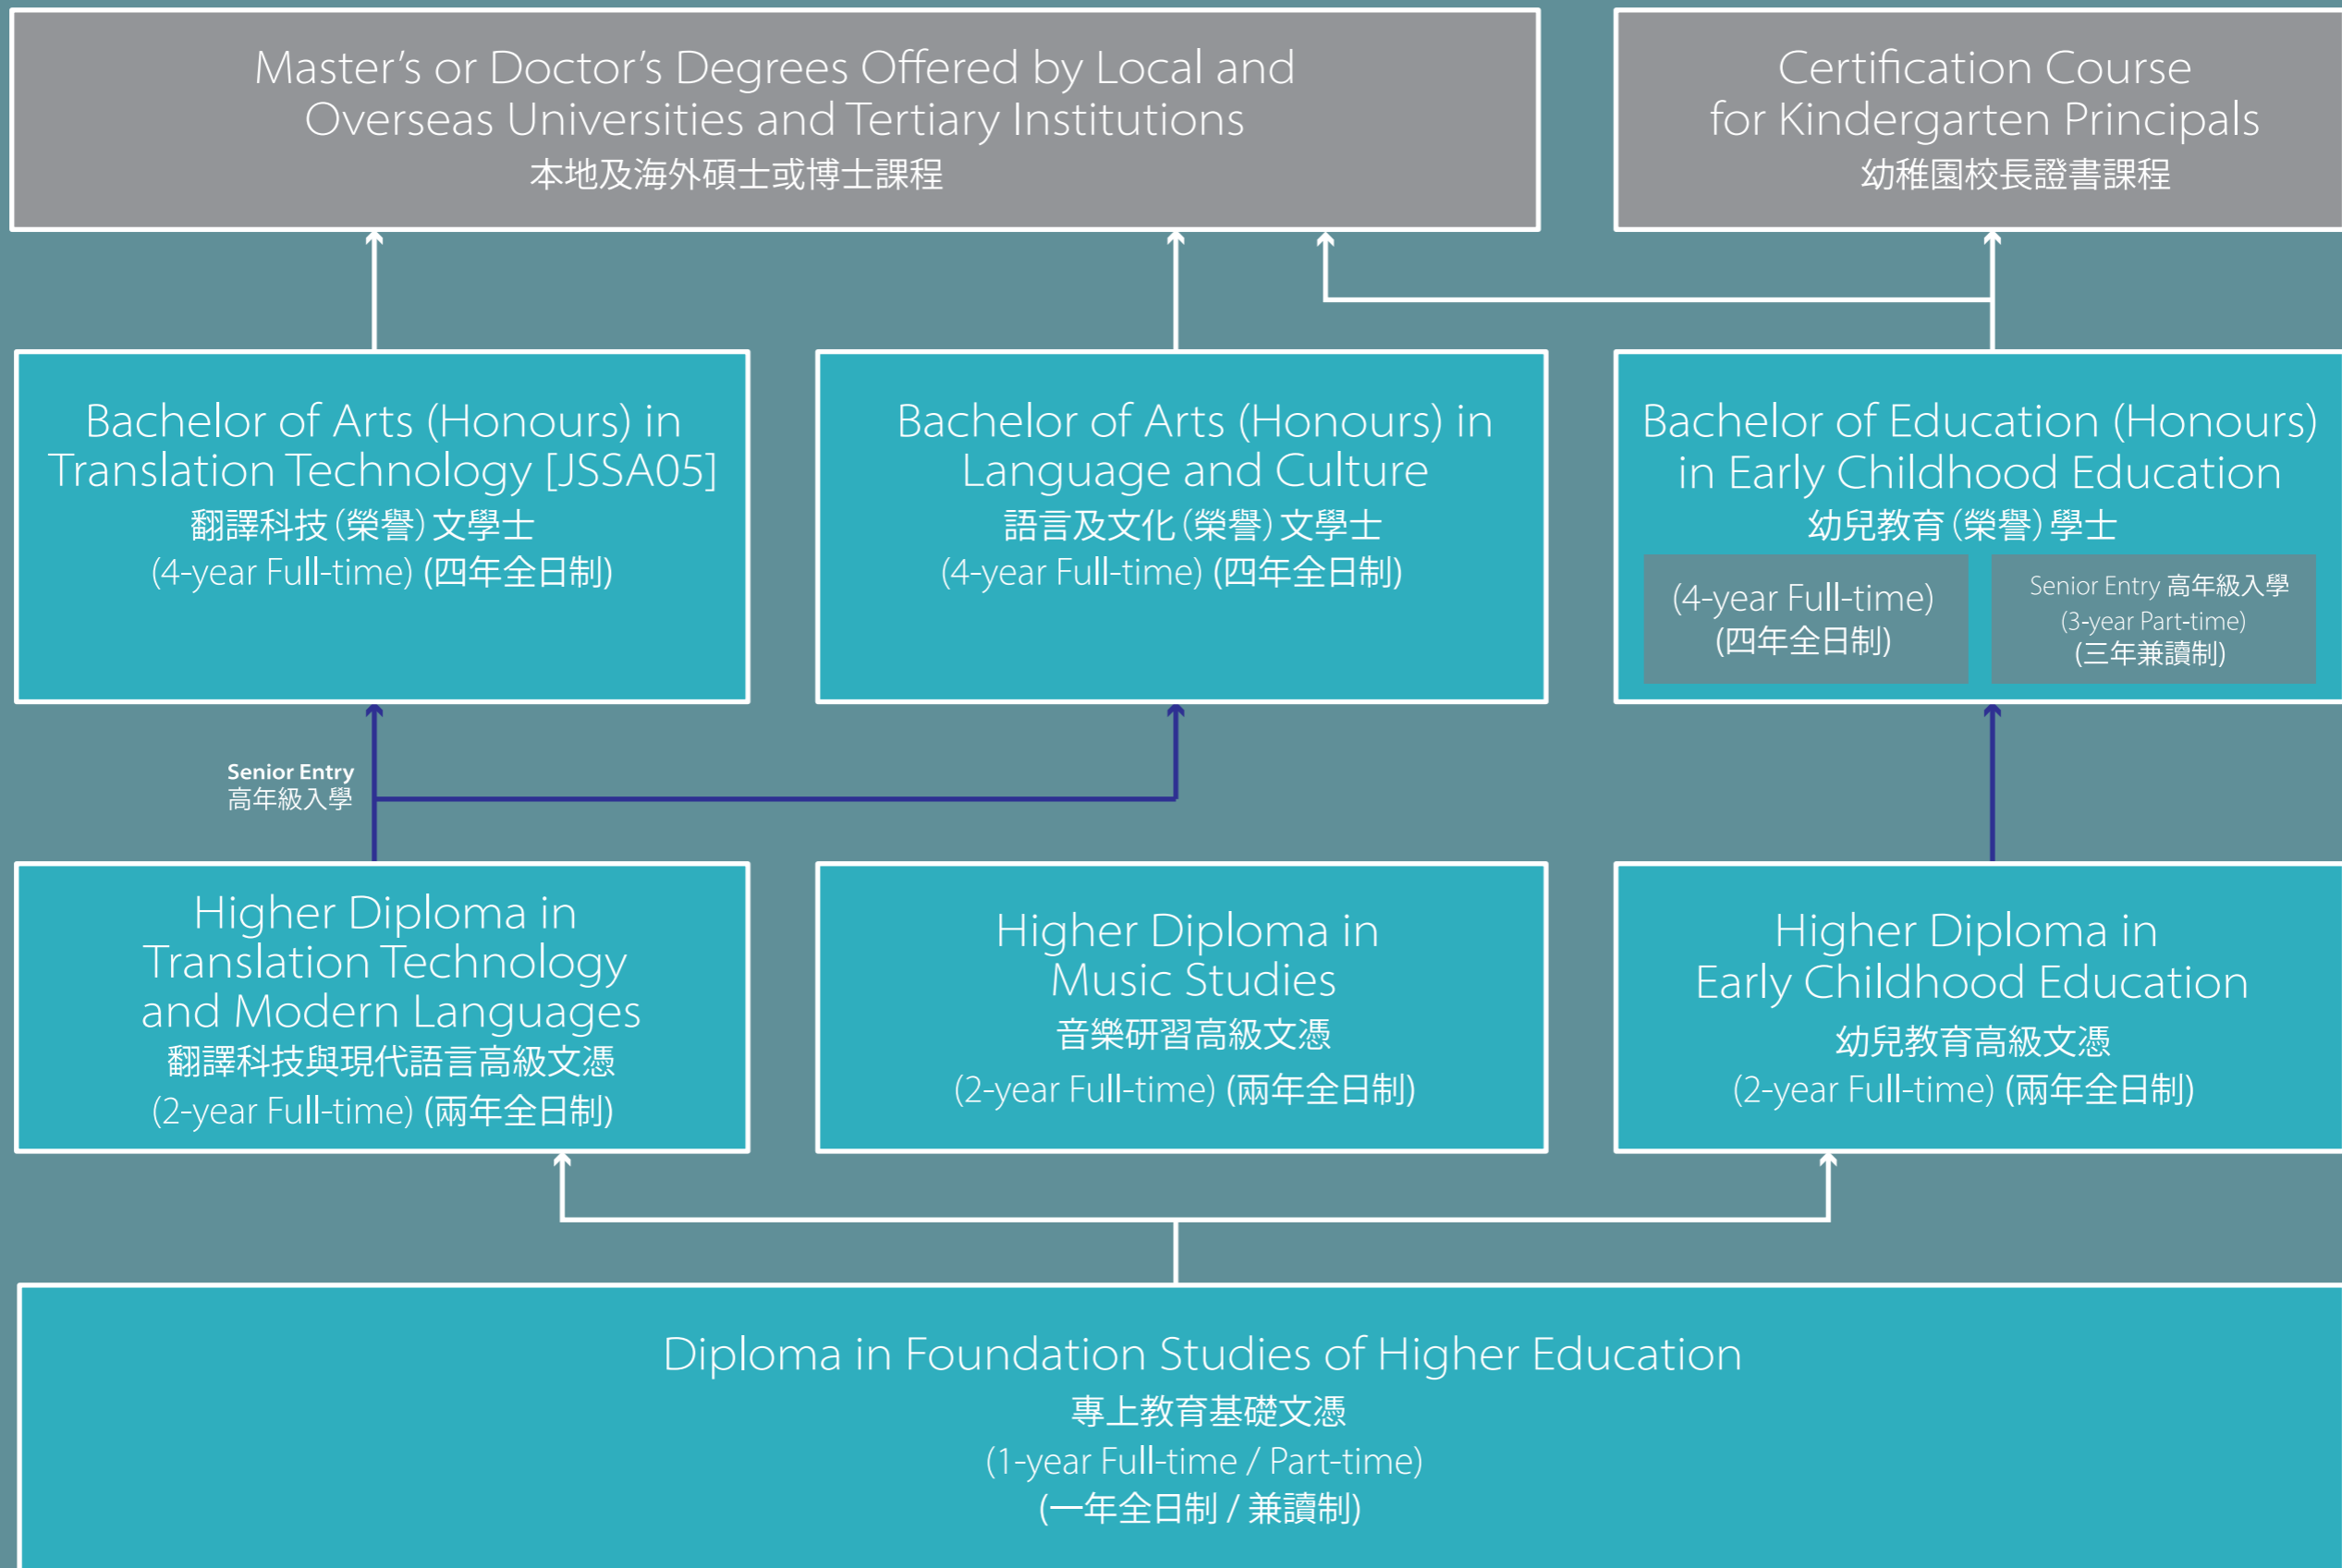 Master's or Doctor's Degrees Offered by Local and
Overseas Universities and Tertiary Institutions
本地及海外碩士或博士課程
Certification Course
for Kindergarten Principals
幼稚園校長證書課程
Bachelor of Arts (Honours) in
Translation Technology [JSSA05]
翻譯科技(榮譽)文學士
(4-year Full-time) (四年全日制)
Bachelor of Arts (Honours) in
Language and Culture
語言及文化(榮譽)文學士
(4-year Full-time) (四年全日制)
Bachelor of Education (Honours)
in Early Childhood Education
幼兒教育(榮譽)學士
(4-year Full-time)
(四年全日制)
Senior Entry 高年級入學
(3-year Part-time)
(三年兼讀制)
Senior Entry
高年級入學
Higher Diploma in
Translation Technology
and Modern Languages
翻譯科技與現代語言高級文憑
(2-year Full-time) (兩年全日制)
Higher Diploma in
Music Studies
音樂研習高級文憑
(2-year Full-time) (兩年全日制)
Higher Diploma in
Early Childhood Education
幼兒教育高級文憑
(2-year Full-time) (兩年全日制)
Diploma in Foundation Studies of Higher Education
專上教育基礎文憑
(1-year Full-time / Part-time)
(一年全日制 / 兼讀制)